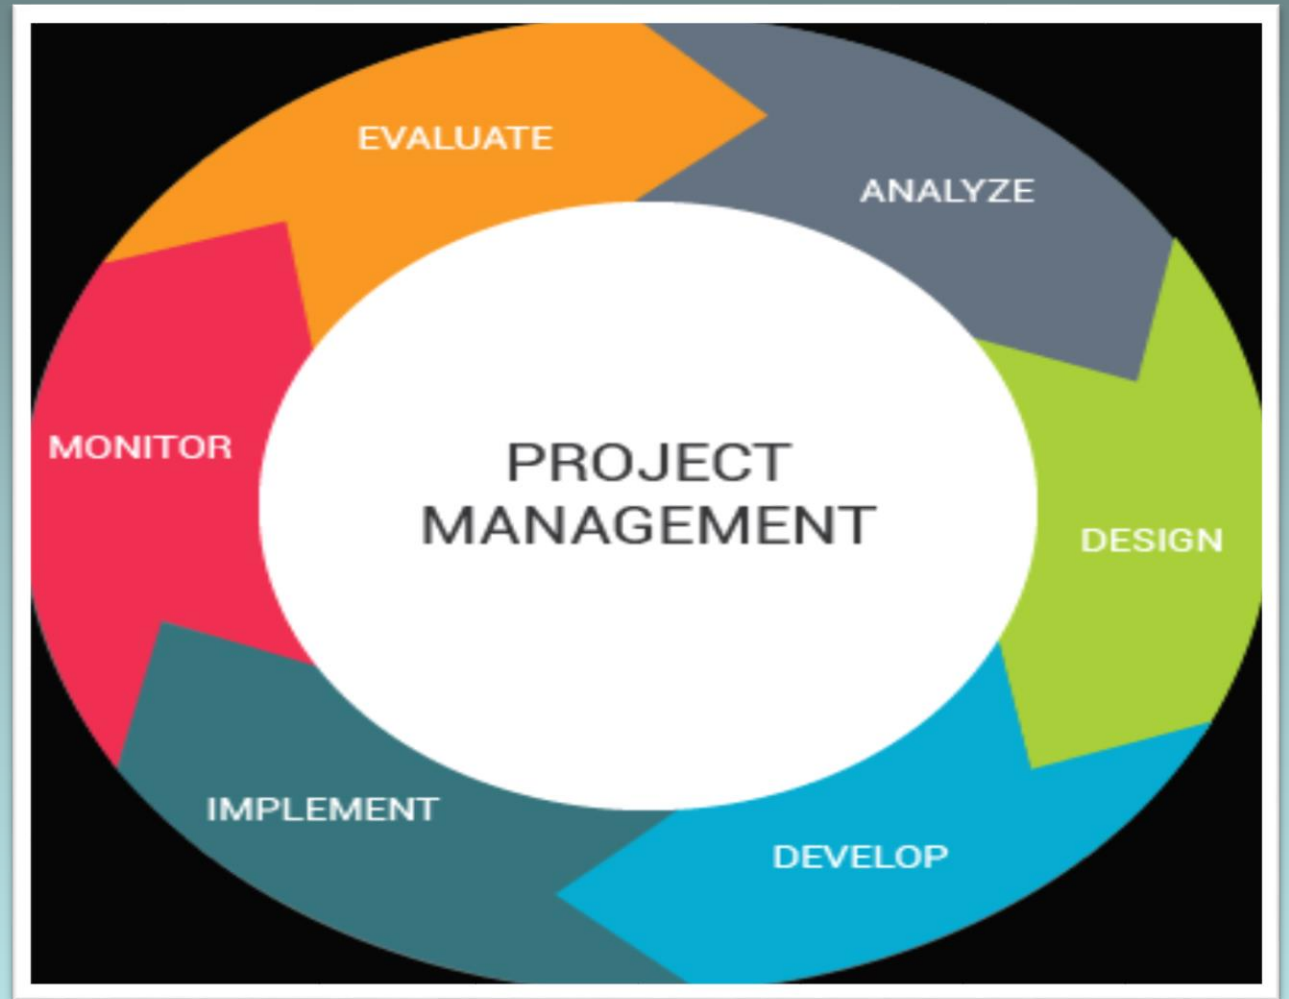 EVALUATE
ANALYZE
MONITOR
PROJECT
MANAGEMENT
DESIGN
IMPLEMENT
DEVELOP